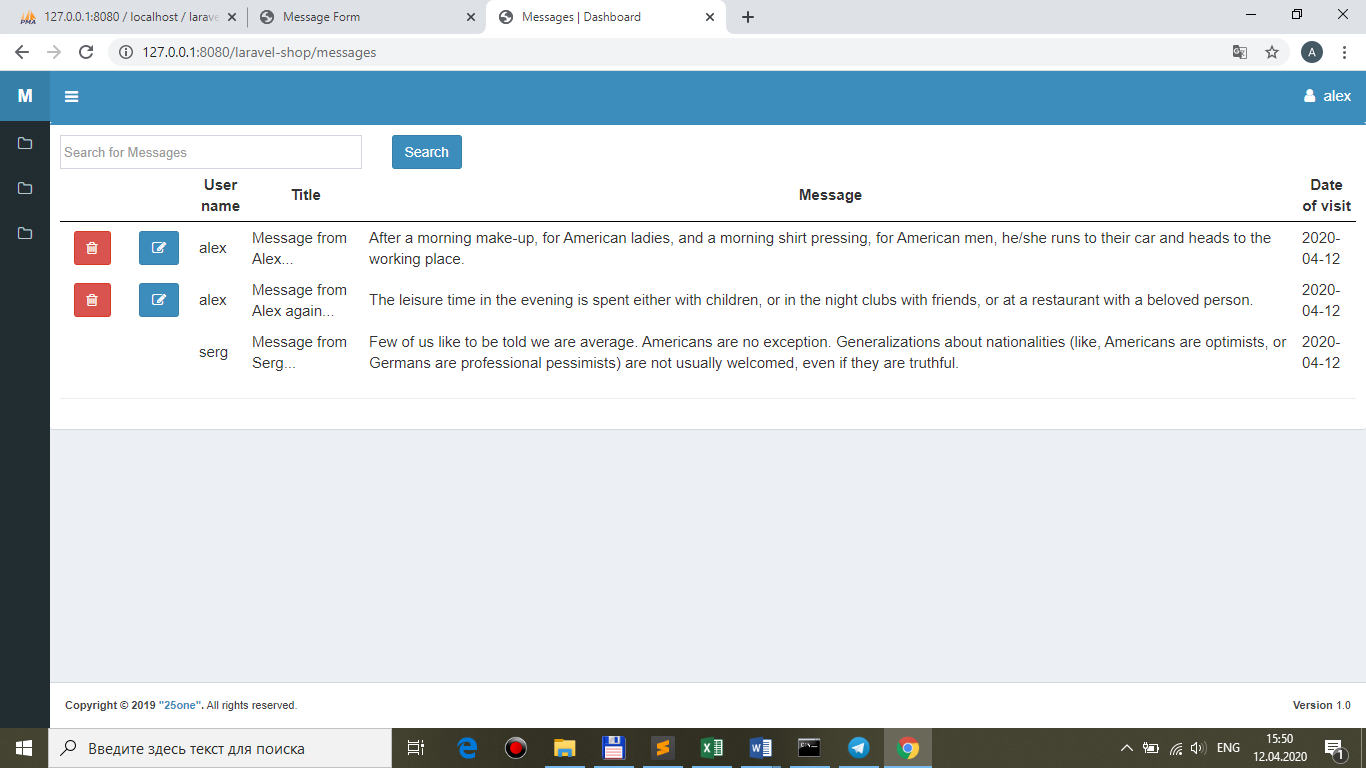 127.0.0.1:8080 / localhost / larave
Message Form
Messages | Dashboard
127.0.0.1:8080/laravel-shop/messages
A
M
alex
Search for Messages
Search
User name
Title
Message
Date of visit
alex
Message from Alex...
After a morning make-up, for American ladies, and a morning shirt pressing, for American men, he/she runs to their car and heads to the
working place.
2020-
04-12
alex
Message from Alex again...
The leisure time in the evening is spent either with children, or in the night clubs with friends, or at a restaurant with a beloved person.
2020-
04-12
serg
Message from Serg...
Few of us like to be told we are average. Americans are no exception. Generalizations about nationalities (like, Americans are optimists, or
Germans are professional pessimists) are not usually welcomed, even if they are truthful.
2020-
04-12
Copyright © 2019 "25one". All rights reserved.
Version 1.0
Введите здесь текст для поиска
ENG
15:50
12.04.2020
1